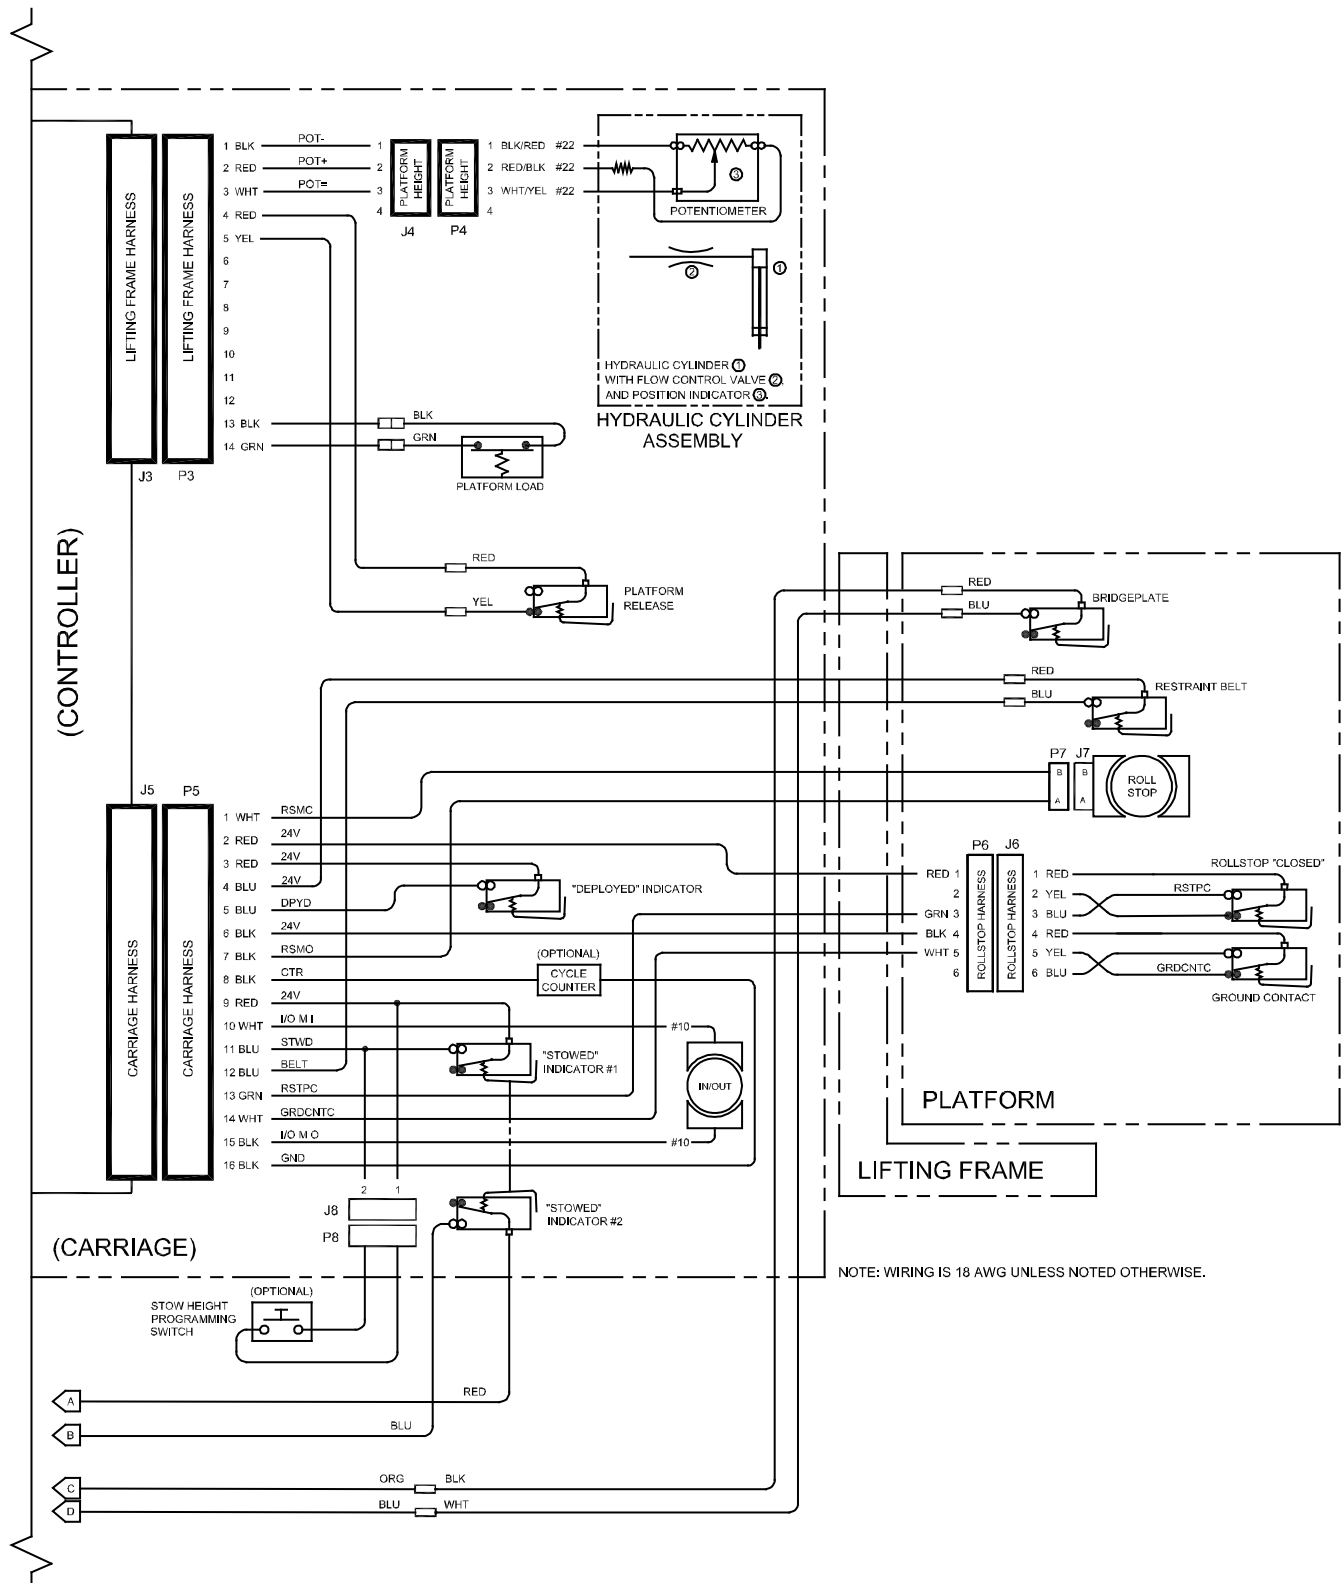 (CONTROLLER)
LIFTING FRAME HARNESS
LIFTING FRAME HARNESS
J3
P3
1 BLK
2 RED
3 WHT
4 RED
5 YEL
6
7
8
9
10
11
12
13 BLK
14 GRN
POT-
POT+
POT=
1
2
3
4
PLATFORM HEIGHT
PLATFORM HEIGHT
J4
P4
1 BLK/RED #22
2 RED/BLK #22
3 WHT/YEL #22
4
3
POTENTIOMETER
2
1
HYDRAULIC CYLINDER 1
WITH FLOW CONTROL VALVE 2,
AND POSITION INDICATOR 3.
HYDRAULIC CYLINDER
ASSEMBLY
BLK
GRN
PLATFORM LOAD
RED
YEL
PLATFORM
RELEASE
RED
BLU
BRIDGEPLATE
RED
BLU
RESTRAINT BELT
P7 J7
B B
A A
ROLL
STOP
J5
P5
CARRIAGE HARNESS
CARRIAGE HARNESS
1 WHT RSMC
2 RED 24V
3 RED 24V
4 BLU 24V
5 BLU DPYD
6 BLK 24V
7 BLK RSMO
8 BLK CTR
9 RED 24V
10 WHT I/O M I
11 BLU STWD
12 BLU BELT
13 GRN RSTPC
14 WHT GRDCNTC
15 BLK I/O M O
16 BLK GND
"DEPLOYED" INDICATOR
(OPTIONAL)
CYCLE
COUNTER
"STOWED"
INDICATOR #1
#10
IN/OUT
#10
"STOWED"
INDICATOR #2
P6 J6
RED 1
2
GRN 3
BLK 4
WHT 5
6
ROLLSTOP HARNESS
ROLLSTOP HARNESS
1 RED
2 YEL
3 BLU
4 RED
5 YEL
6 BLU
RSTPC
GRDCNTC
ROLLSTOP "CLOSED"
GROUND CONTACT
PLATFORM
LIFTING FRAME
2 1
J8
P8
(CARRIAGE)
NOTE: WIRING IS 18 AWG UNLESS NOTED OTHERWISE.
(OPTIONAL)
STOW HEIGHT
PROGRAMMING
SWITCH
A
RED
B
BLU
C
ORG BLK
D
BLU WHT